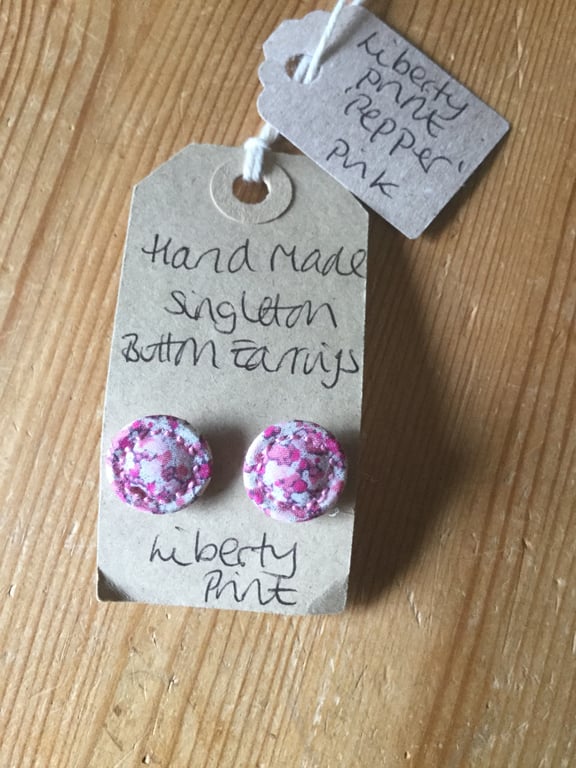 Liberty
Print
'Pepper'
Pink
Hand Made
Singleton
Button Earrings
Liberty
Print